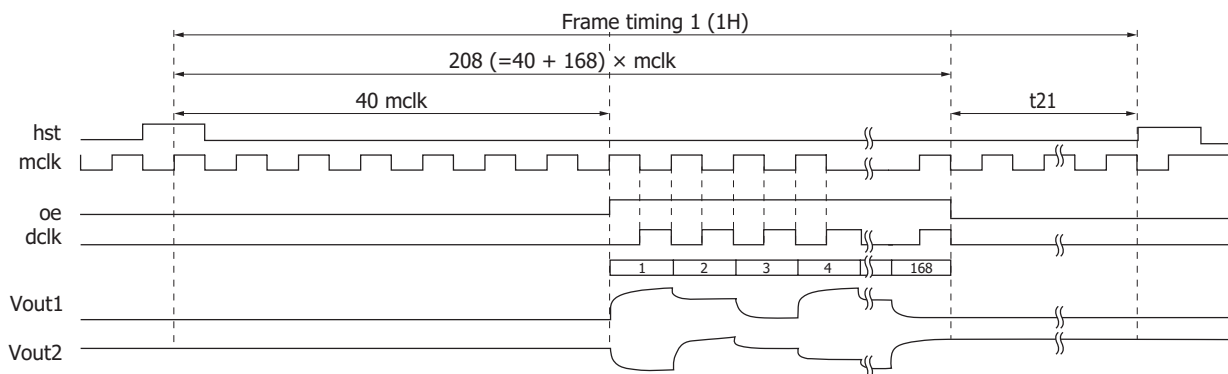 Frame timing 1 (1H)
208 (=40 + 168) × mclk
40 mclk
t21
hst
mclk
oe
dclk
1 2 3 4 168
Vout1
Vout2